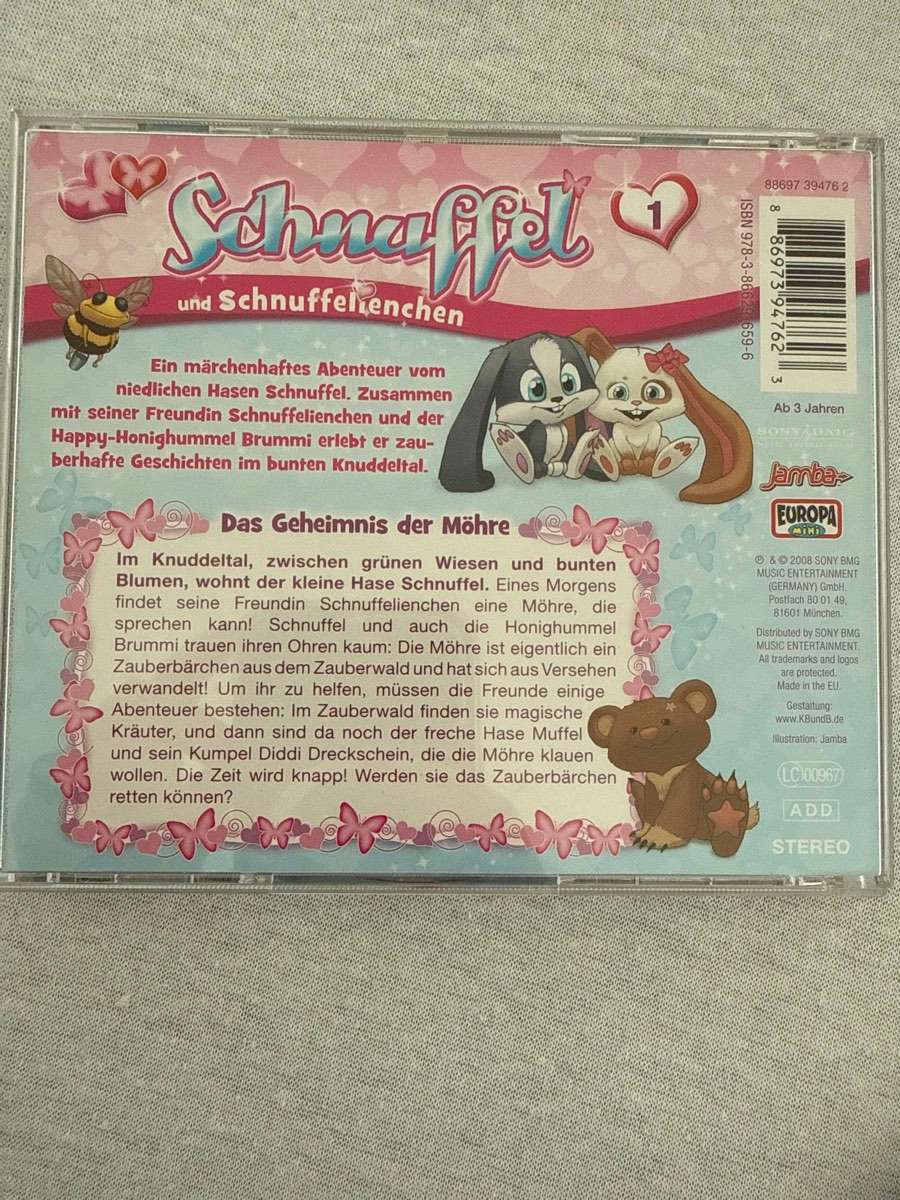 Schnuffel
und Schnuffelienchen
1
Ein märchenhaftes Abenteuer vom
niedlichen Hasen Schnuffel. Zusammen
mit seiner Freundin Schnuffelienchen und der
Happy-Honighummel Brummi erlebt er zau-
berhafte Geschichten im bunten Knuddeltal.
Das Geheimnis der Möhre
Im Knuddeltal, zwischen grünen Wiesen und bunten
Blumen, wohnt der kleine Hase Schnuffel. Eines Morgens
findet seine Freundin Schnuffelienchen eine Möhre, die
sprechen kann! Schnuffel und auch die Honighummel
Brummi trauen ihren Ohren kaum: Die Möhre ist eigentlich ein
Zauberbärchen aus dem Zauberwald und hat sich aus Versehen
verwandelt! Um ihr zu helfen, müssen die Freunde einige
Abenteuer bestehen: Im Zauberwald finden sie magische
Kräuter, und dann sind da noch der freche Hase Muffel
und sein Kumpel Diddi Dreckschein, die die Möhre klauen
wollen. Die Zeit wird knapp! Werden sie das Zauberbärchen
retten können?
88697 39476 2
8 86973 94762 3
Ab 3 Jahren
SONY BMG
MUSIC ENTERTAINMENT
Jamba
EUROPA
MINI
℗ & © 2008 SONY BMG
MUSIC ENTERTAINMENT
(GERMANY) GmbH.
Postfach 80 01 49,
81601 München.
Distributed by SONY BMG
MUSIC ENTERTAINMENT.
All trademarks and logos
are protected.
Made in the EU.
Gestaltung:
www.KBundB.de
Illustration: Jamba
LC 00967
ADD
STEREO